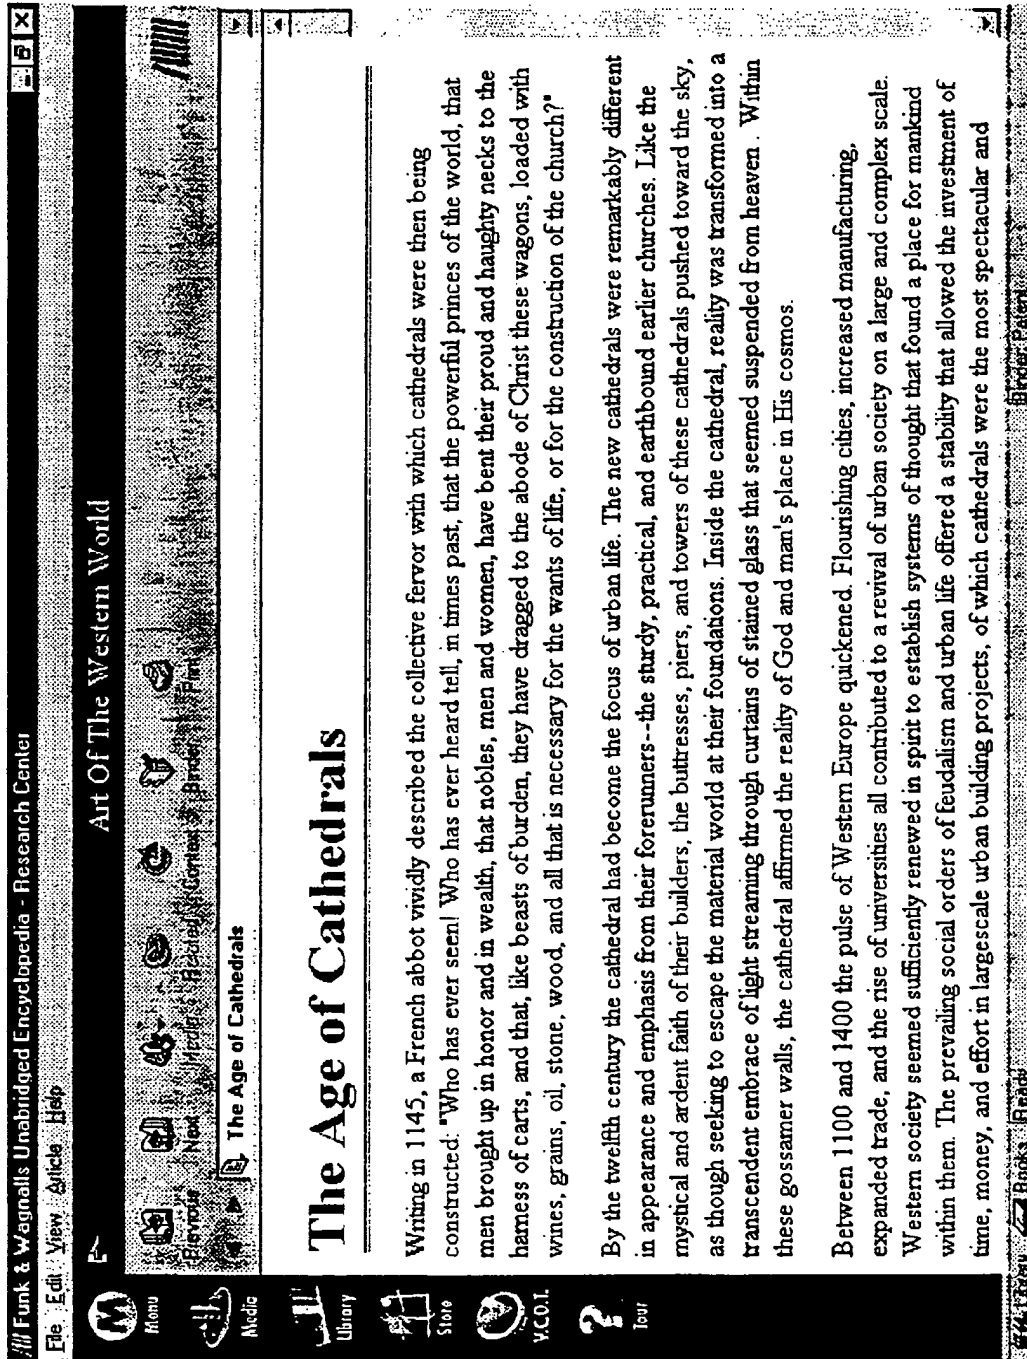 Funk & Wagnalls Unabridged Encyclopedia - Research Center
File Edit View Article Help
Art Of The Western World
Menu
Media
Library
Store
V.C.O.T.
Tour
Previous Next Media Related Context Binder Print
The Age of Cathedrals
The Age of Cathedrals
Writing in 1145, a French abbot vividly described the collective fervor with which cathedrals were then being
constructed: "Who has ever seen! Who has ever heard tell, in times past, that the powerful princes of the world, that
men brought up in honor and in wealth, that nobles, men and women, have bent their proud and haughty necks to the
harness of carts, and that, like beasts of burden, they have dragged to the abode of Christ these wagons, loaded with
wines, grains, oil, stone, wood, and all that is necessary for the wants of life, or for the construction of the church?"
By the twelfth century the cathedral had become the focus of urban life. The new cathedrals were remarkably different
in appearance and emphasis from their forerunners--the sturdy, practical, and earthbound earlier churches. Like the
mystical and ardent faith of their builders, the buttresses, piers, and towers of these cathedrals pushed toward the sky,
as though seeking to escape the material world at their foundations. Inside the cathedral, reality was transformed into a
transcendent embrace of light streaming through curtains of stained glass that seemed suspended from heaven . Within
these gossamer walls, the cathedral affirmed the reality of God and man's place in His cosmos.
Between 1100 and 1400 the pulse of Western Europe quickened. Flourishing cities, increased manufacturing,
expanded trade, and the rise of universities all contributed to a revival of urban society on a large and complex scale.
Western society seemed sufficiently renewed in spirit to establish systems of thought that found a place for mankind
within them. The prevailing social orders of feudalism and urban life offered a stability that allowed the investment of
time, money, and effort in largescale urban building projects, of which cathedrals were the most spectacular and
Books Ready Binder: Patent